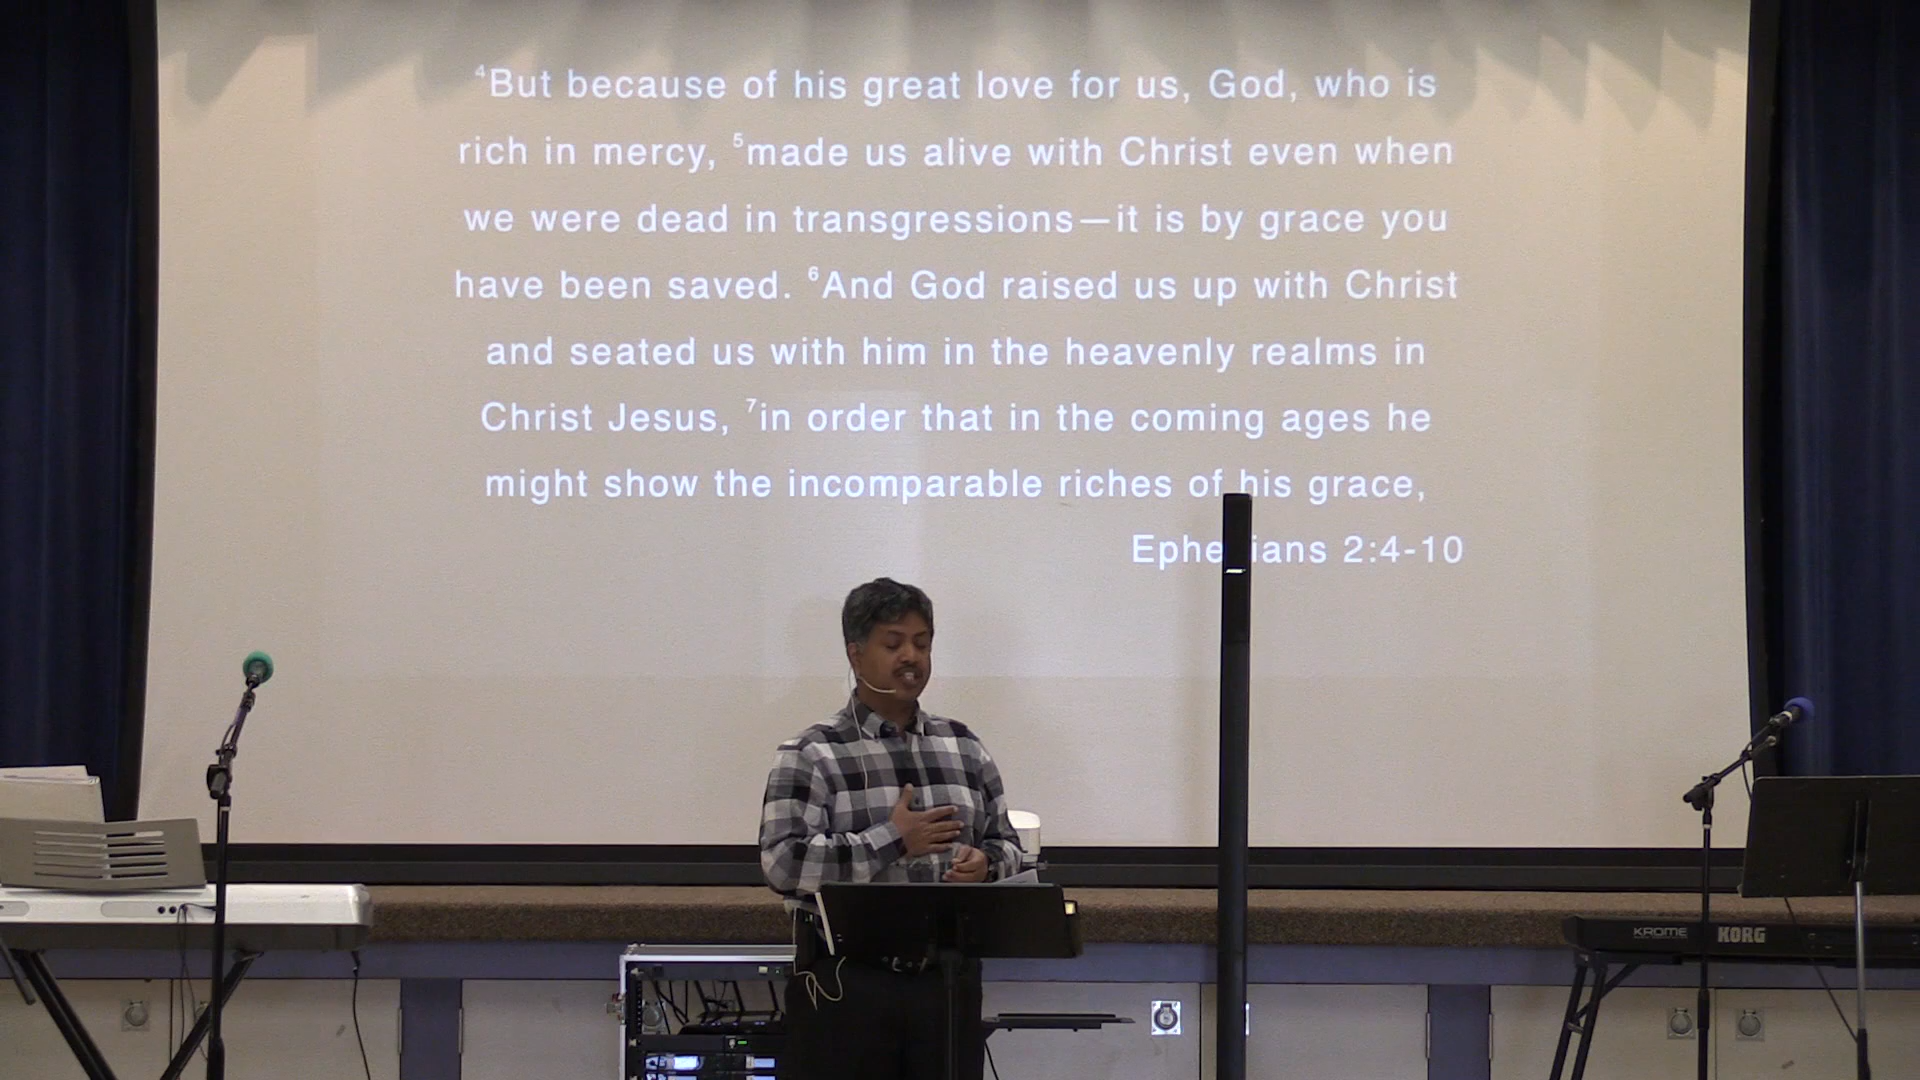 ⁴But because of his great love for us, God, who is
rich in mercy, ⁵made us alive with Christ even when
we were dead in transgressions—it is by grace you
have been saved. ⁶And God raised us up with Christ
and seated us with him in the heavenly realms in
Christ Jesus, ⁷in order that in the coming ages he
might show the incomparable riches of his grace,
Ephesians 2:4-10
KROME KORG